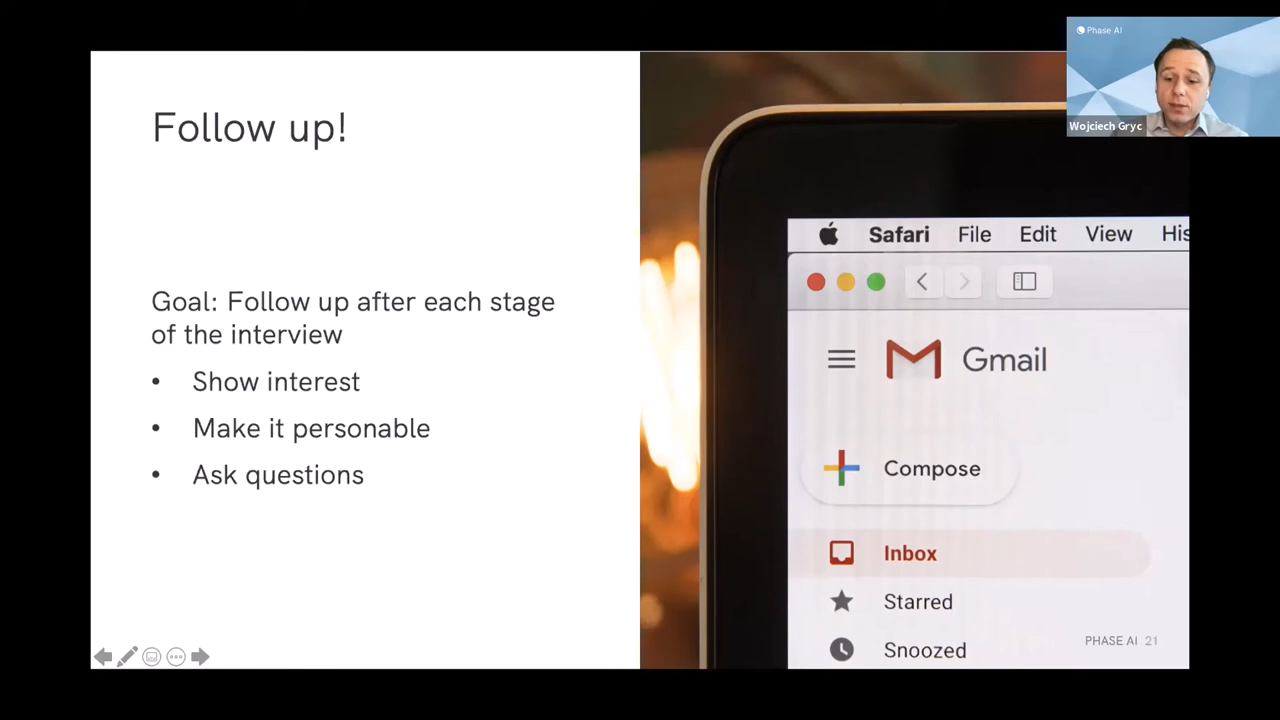 Follow up!
Goal: Follow up after each stage
of the interview
• Show interest
• Make it personable
• Ask questions
Safari File Edit View His
Gmail
Compose
Inbox
Starred
Snoozed
PHASE AI 21
Phase AI
Wojciech Gryc